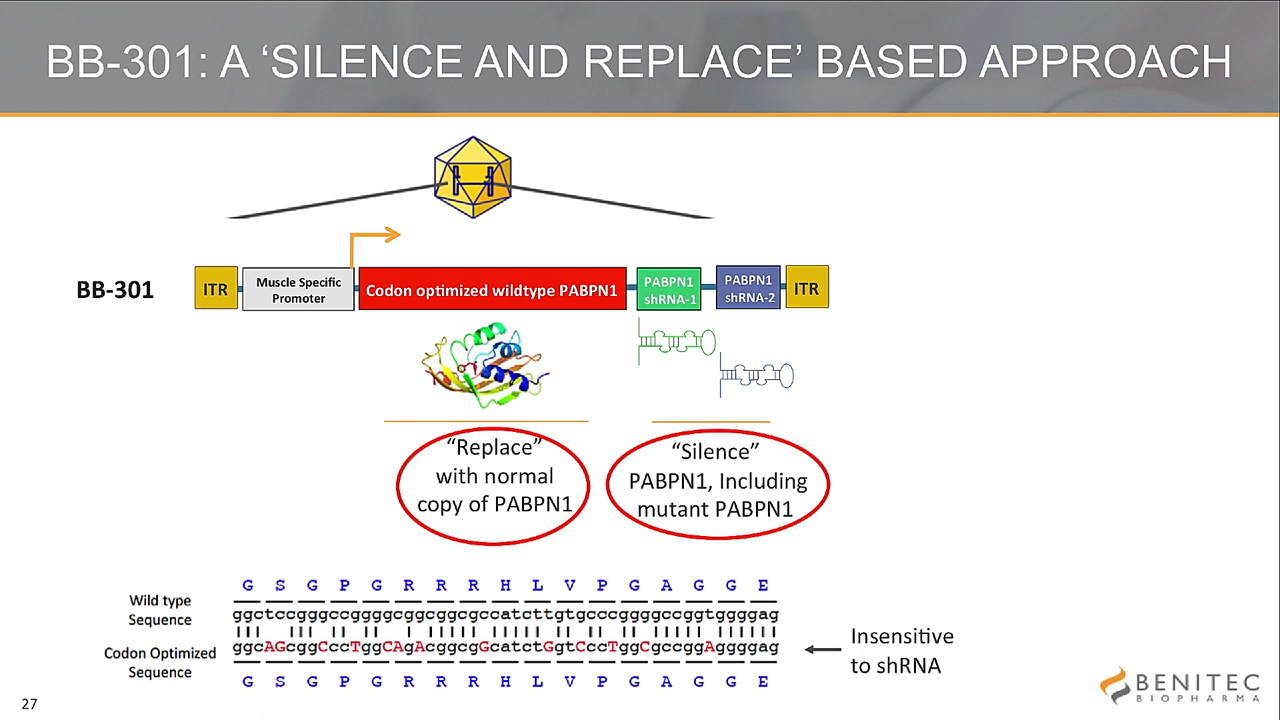 BB-301: A ‘SILENCE AND REPLACE’ BASED APPROACH
BB-301
ITR
Muscle Specific
Promoter
Codon optimized wildtype PABPN1
PABPN1
shRNA-1
PABPN1
shRNA-2
ITR
“Replace”
with normal
copy of PABPN1
“Silence”
PABPN1, Including
mutant PABPN1
G S G P G R R R H L V P G A G G E
Wild type
Sequence
ggctccgggccggggcggcggcgccatcttgtgcccggggccggtggggag
Codon Optimized
Sequence
ggcAGcggCccTggCAgAcggcgGcatctGgtCccTggCgccggAggggag
G S G P G R R R H L V P G A G G E
Insensitive
to shRNA
BENITEC
BIOPHARMA
27